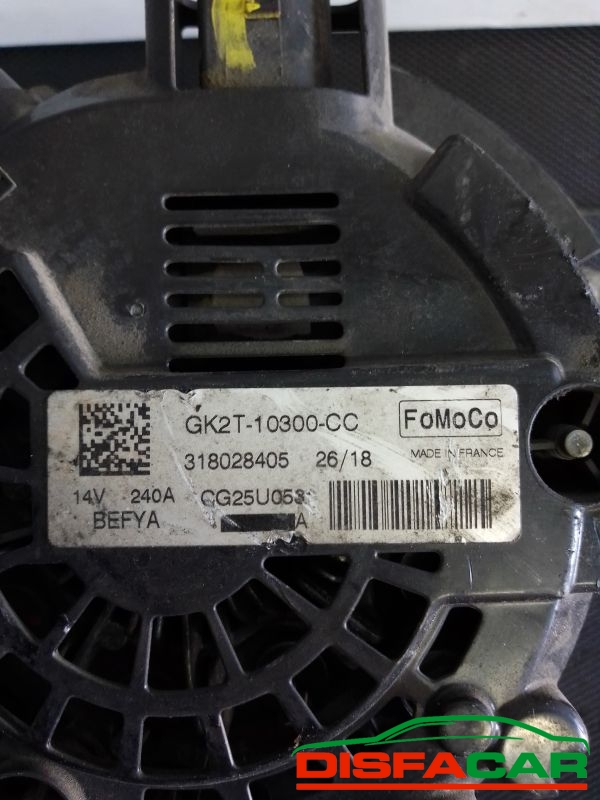 GK2T-10300-CC FoMoCo
318028405 26/18 MADE IN FRANCE
14V 240A CG25U053
BEFYA A
DISFACAR